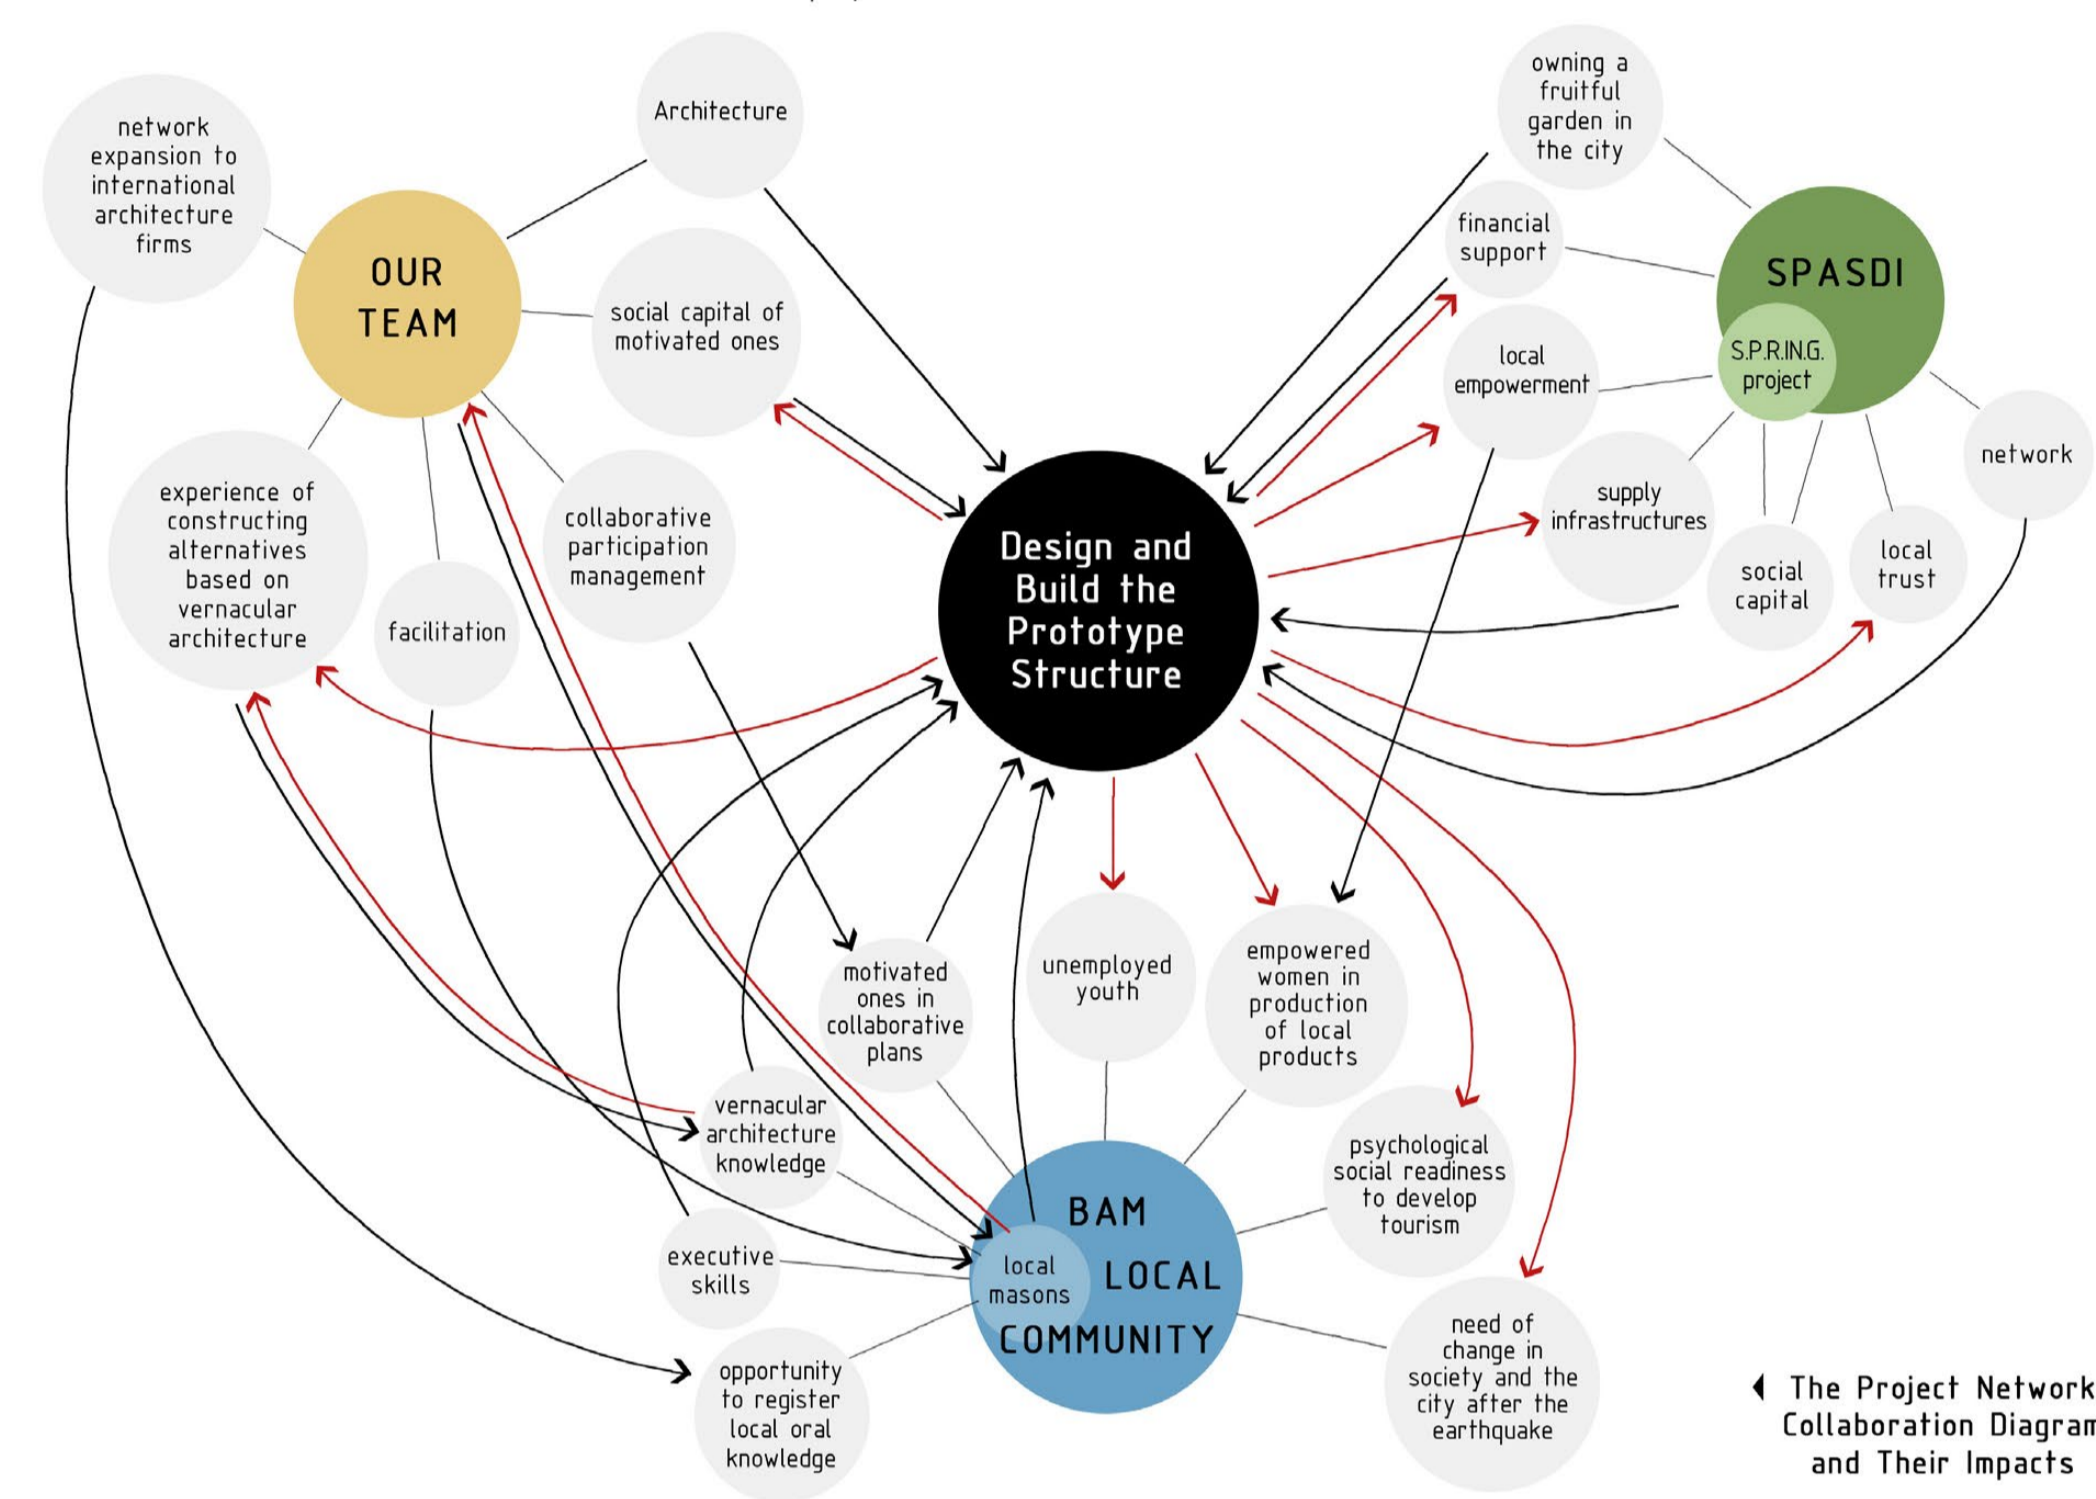 network
expansion to
international
architecture
firms
OUR
TEAM
Architecture
social capital of
motivated ones
experience of
constructing
alternatives
based on
vernacular
architecture
facilitation
collaborative
participation
management
Design and
Build the
Prototype
Structure
owning a
fruitful
garden in
the city
financial
support
SPASDI
S.P.R.IN.G.
project
local
empowerment
supply
infrastructures
social
capital
local
trust
network
motivated
ones in
collaborative
plans
unemployed
youth
empowered
women in
production
of local
products
vernacular
architecture
knowledge
executive
skills
opportunity
to register
local oral
knowledge
BAM
LOCAL
COMMUNITY
local
masons
psychological
social readiness
to develop
tourism
need of
change in
society and the
city after the
earthquake
The Project Network
Collaboration Diagram
and Their Impacts